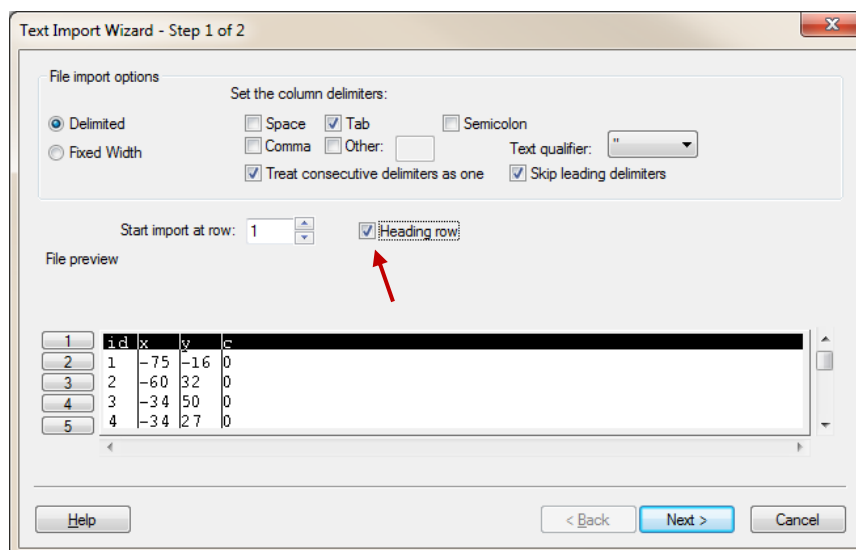 Text Import Wizard - Step 1 of 2
File import options
Set the column delimiters:
Delimited
Space Tab Semicolon
Fixed Width
Comma Other: Text qualifier: "
Treat consecutive delimiters as one Skip leading delimiters
Start import at row: 1 Heading row
File preview
1 id x y c
2 1 -75 -16 0
3 2 -60 32 0
4 3 -34 50 0
5 4 -34 27 0
Help < Back Next > Cancel